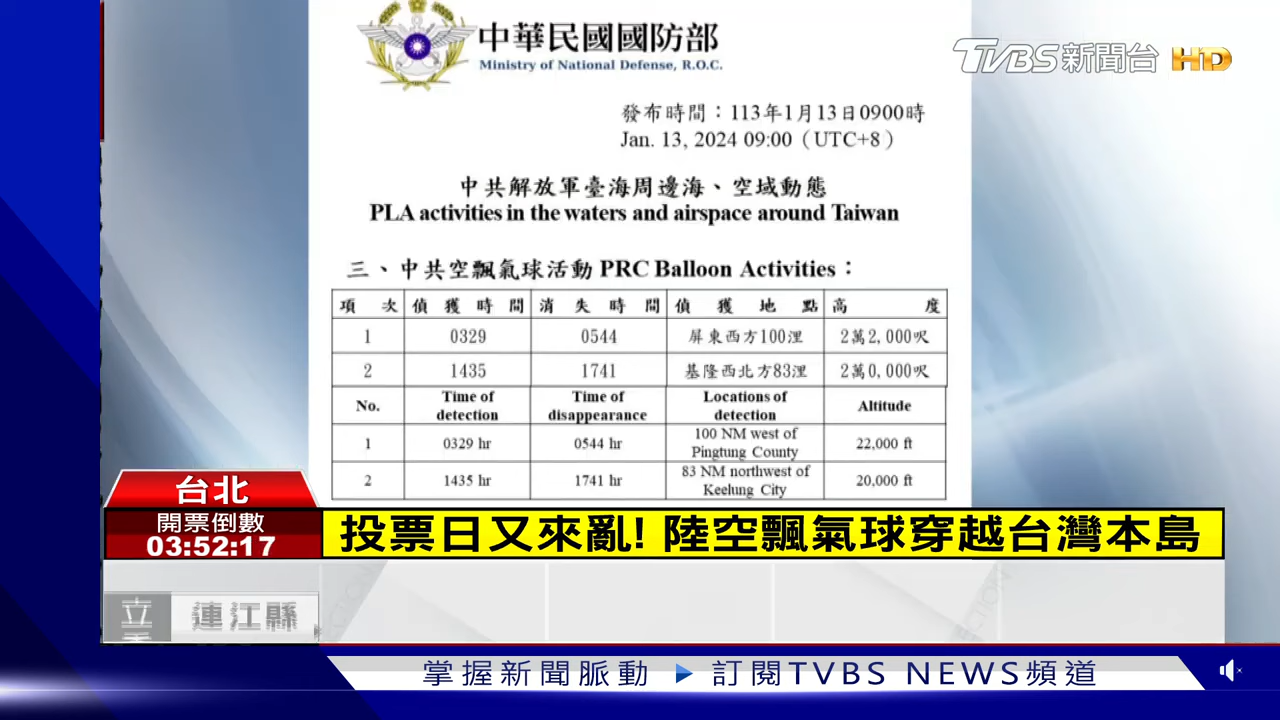 中華民國國防部
Ministry of National Defense, R.O.C.
TVBS新聞台 HD
發布時間：113年1月13日0900時
Jan. 13, 2024 09:00（UTC+8）
中共解放軍臺海周邊海、空域動態
PLA activities in the waters and airspace around Taiwan
三、中共空飄氣球活動 PRC Balloon Activities：
項次 偵獲時間 消失時間 偵獲地點 高度
1 0329 0544 屏東西方100浬 2萬2,000呎
2 1435 1741 基隆西北方83浬 2萬0,000呎
No. Time of detection Time of disappearance Locations of detection Altitude
1 0329 hr 0544 hr 100 NM west of Pingtung County 22,000 ft
2 1435 hr 1741 hr 83 NM northwest of Keelung City 20,000 ft
台北
開票倒數
03:52:17
投票日又來亂! 陸空飄氣球穿越台灣本島
立
連江縣
掌握新聞脈動 ▶ 訂閱TVBS NEWS頻道